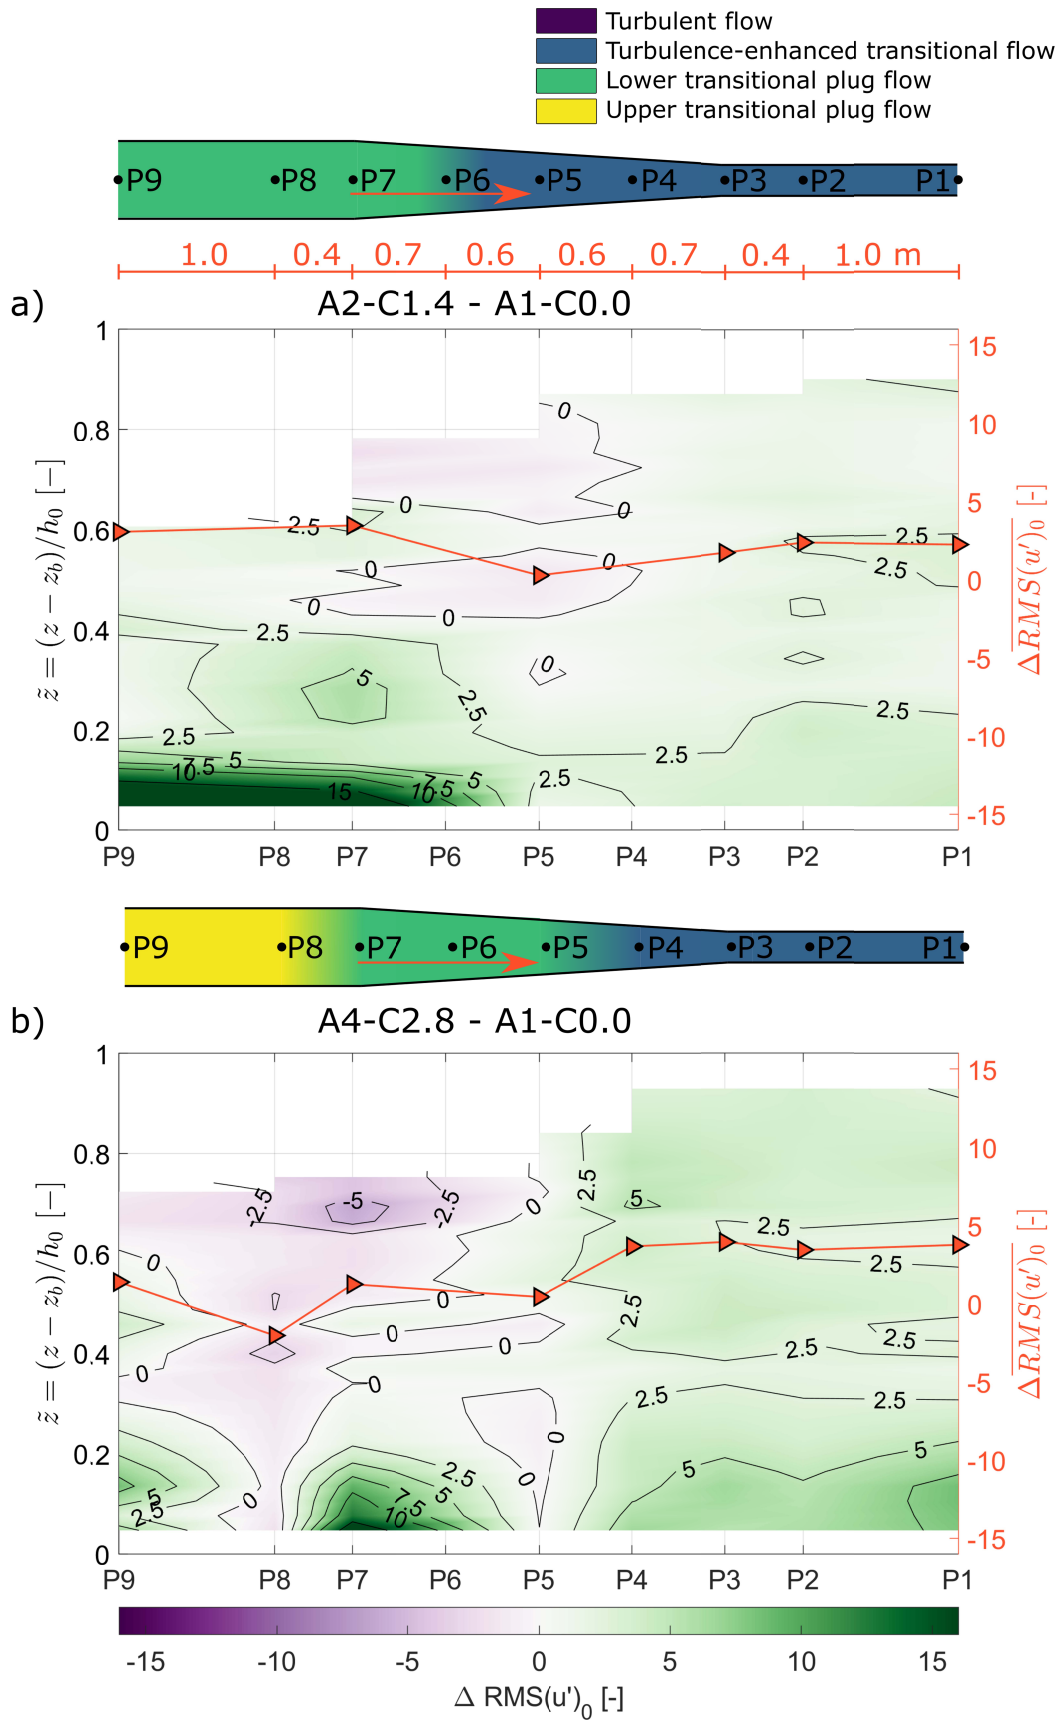 Turbulent flow
Turbulence-enhanced transitional flow
Lower transitional plug flow
Upper transitional plug flow
P9 P8 P7 P6 P5 P4 P3 P2 P1
1.0 0.4 0.7 0.6 0.6 0.7 0.4 1.0 m
a) A2-C1.4 - A1-C0.0
z̃ = (z − z_b)/h₀ [−]
1
0.8
0.6
0.4
0.2
0
15
10
5
0
-5
-10
-15
ΔRMS(u')₀ [-]
0
2.5 0 0
2.5
0 0 2.5
0 0
2.5
5 0
2.5 2.5
2.5 2.5
5 5
7.5 7.5 2.5
10 15 10
P9 P8 P7 P6 P5 P4 P3 P2 P1
P9 P8 P7 P6 P5 P4 P3 P2 P1
b) A4-C2.8 - A1-C0.0
z̃ = (z − z_b)/h₀ [−]
1
0.8
0.6
0.4
0.2
0
15
10
5
0
-5
-10
-15
ΔRMS(u')₀ [-]
-2.5 -5 -2.5 0 2.5 5
0 2.5
2.5
0 2.5
0 0 2.5 2.5
0 0
2.5 2.5
0 5
2.5 0 5
5 0 7.5 5
2.5 10
P9 P8 P7 P6 P5 P4 P3 P2 P1
-15 -10 -5 0 5 10 15
Δ RMS(u')₀ [-]